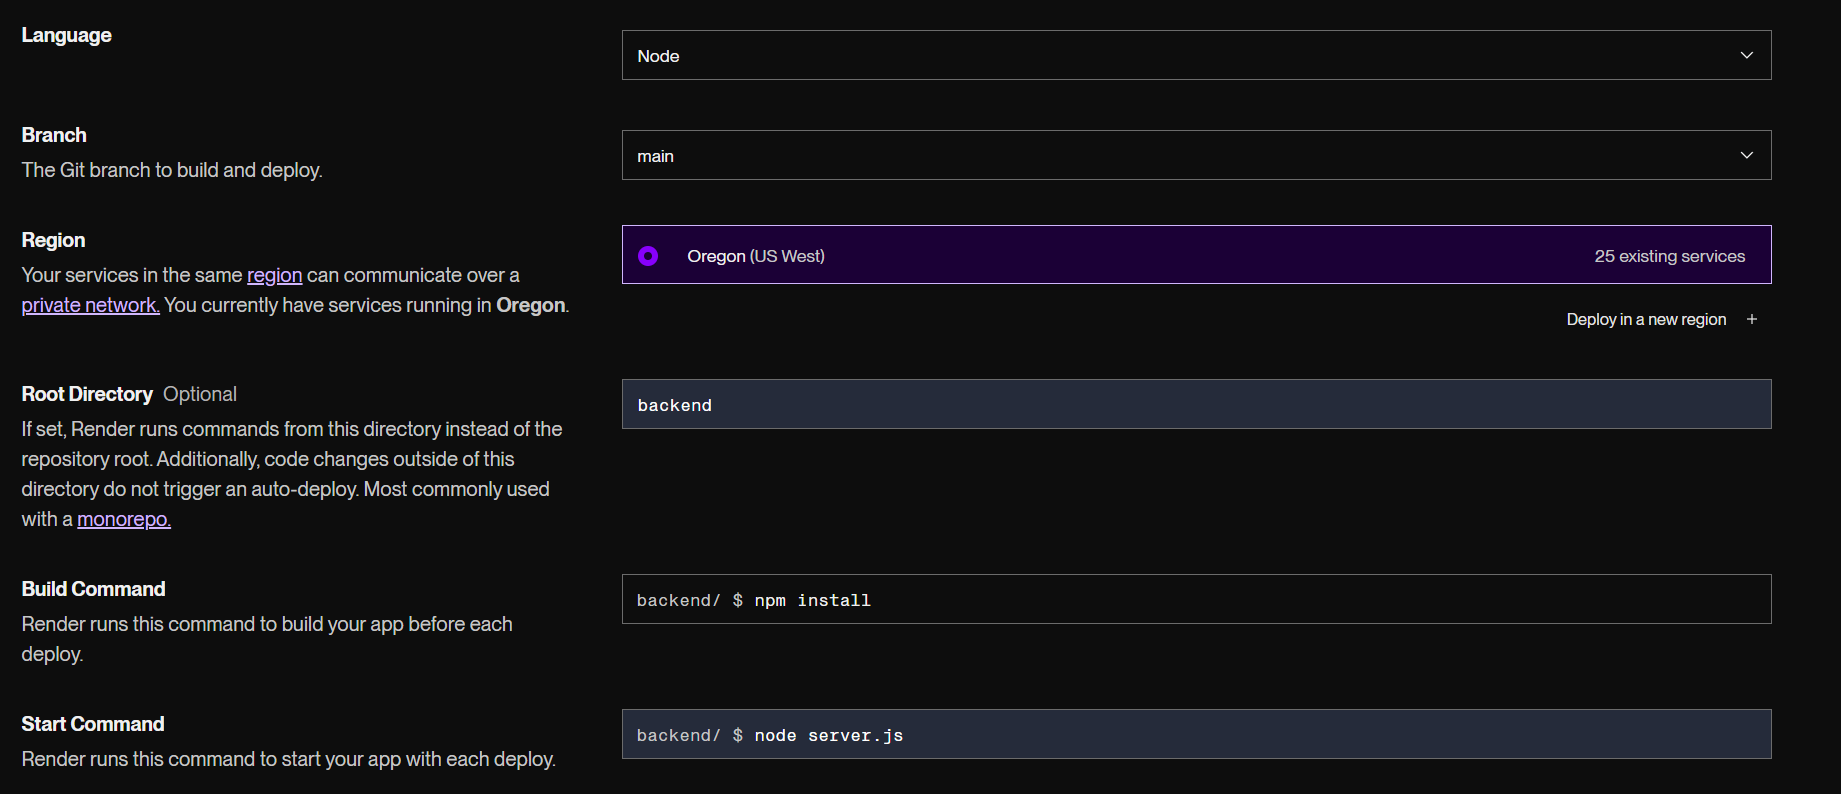 Language
Node
Branch
The Git branch to build and deploy.
main
Region
Your services in the same region can communicate over a
private network. You currently have services running in Oregon.
Oregon (US West)
25 existing services
Deploy in a new region +
Root Directory Optional
If set, Render runs commands from this directory instead of the
repository root. Additionally, code changes outside of this
directory do not trigger an auto-deploy. Most commonly used
with a monorepo.
backend
Build Command
Render runs this command to build your app before each
deploy.
backend/ $ npm install
Start Command
Render runs this command to start your app with each deploy.
backend/ $ node server.js